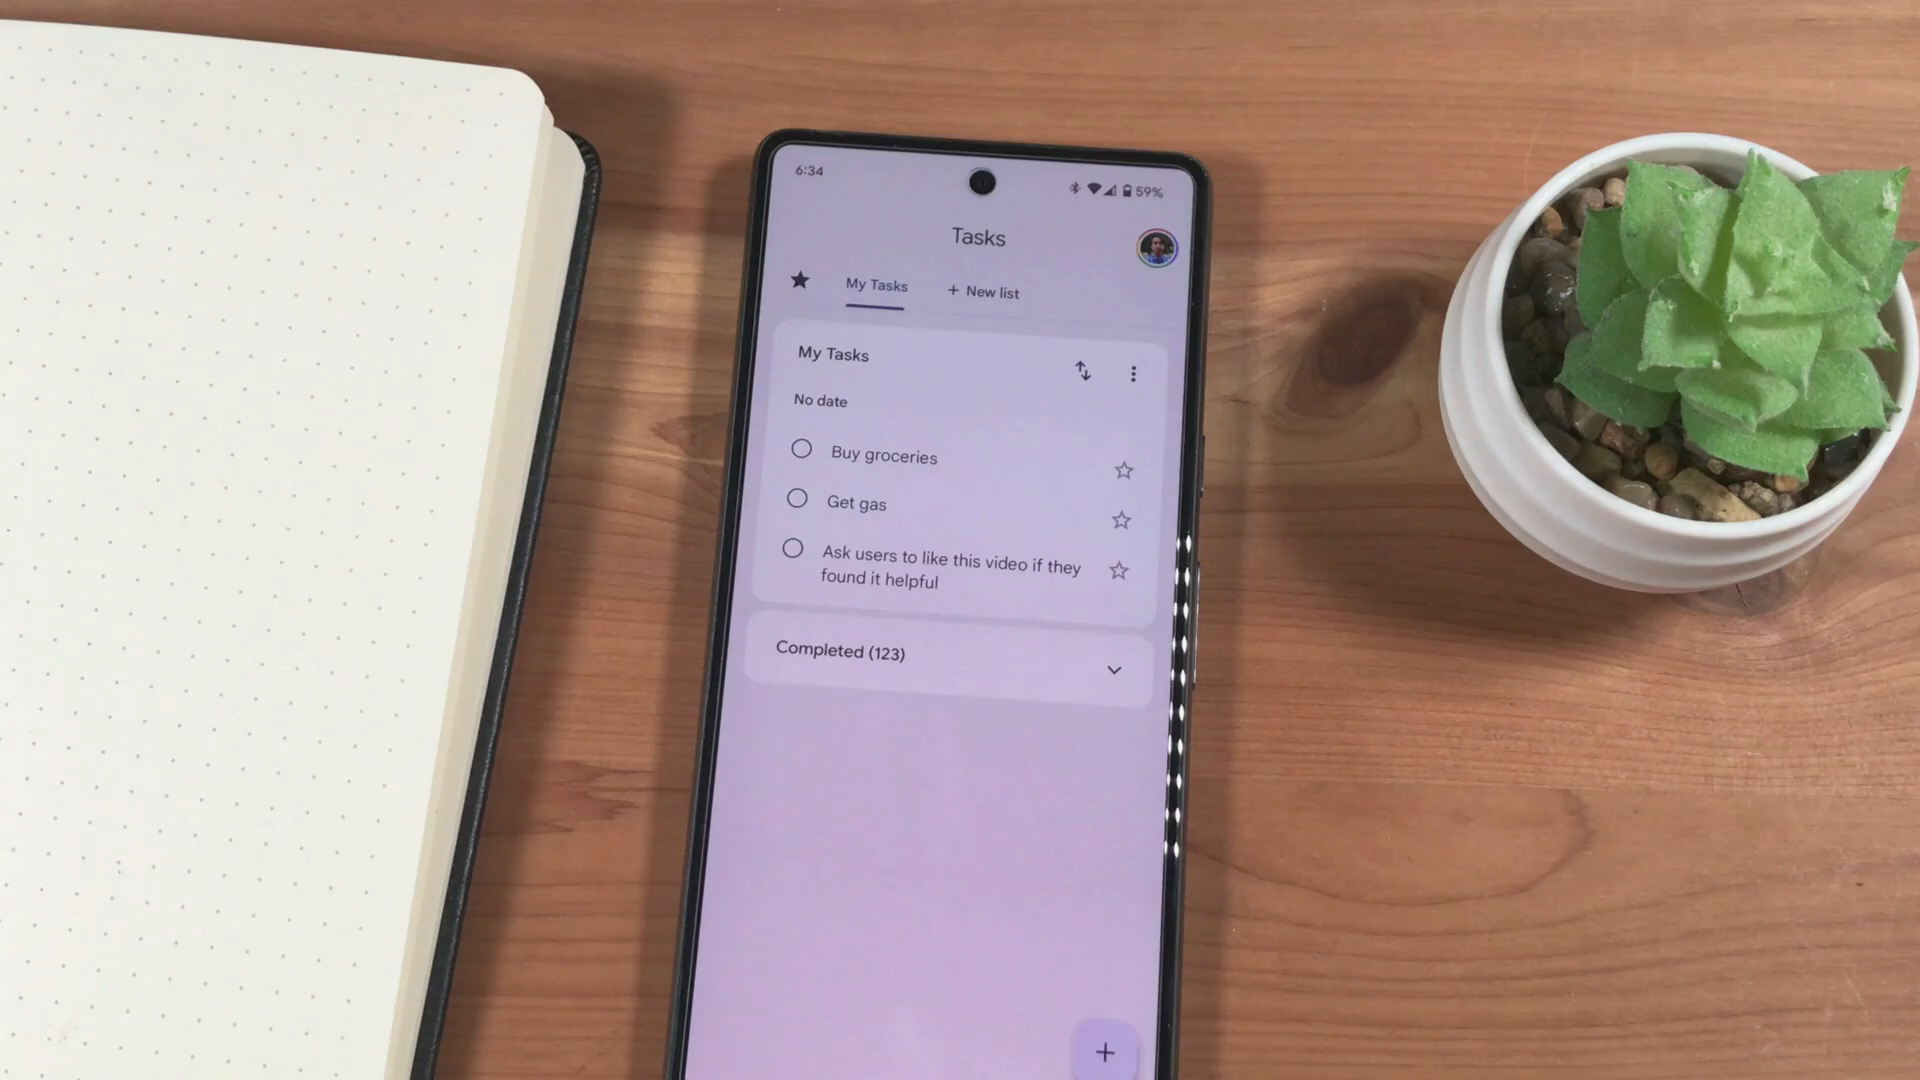 6:34
59%
Tasks
My Tasks
+ New list
My Tasks
No date
Buy groceries
Get gas
Ask users to like this video if they
found it helpful
Completed (123)